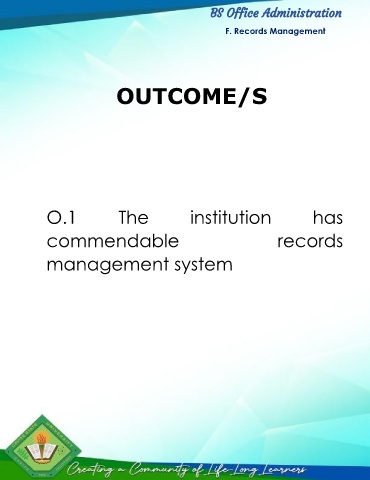 BS Office Administration
F. Records Management
OUTCOME/S
O.1 The institution has
commendable records
management system
Creating a Community of Life-Long Learners